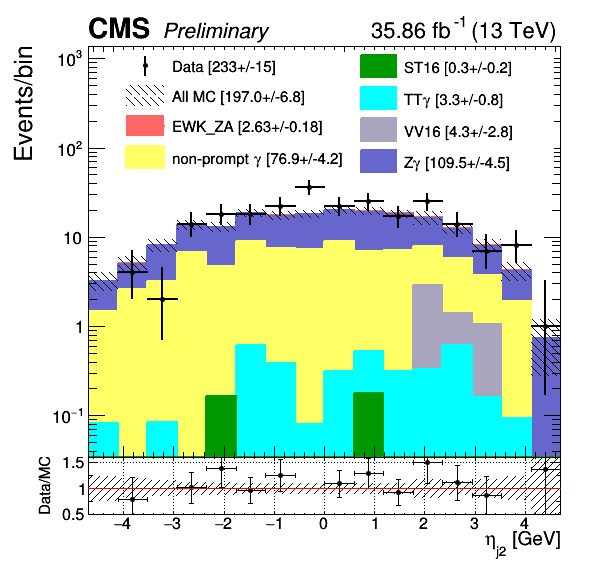 CMS Preliminary 35.86 fb⁻¹ (13 TeV)
Events/bin
Data [233+/-15]
All MC [197.0+/-6.8]
EWK_ZA [2.63+/-0.18]
non-prompt γ [76.9+/-4.2]
ST16 [0.3+/-0.2]
TTγ [3.3+/-0.8]
VV16 [4.3+/-2.8]
Zγ [109.5+/-4.5]
10³
10²
10
1
10⁻¹
Data/MC
1.5
1
0.5
−4 −3 −2 −1 0 1 2 3 4
η_j2 [GeV]